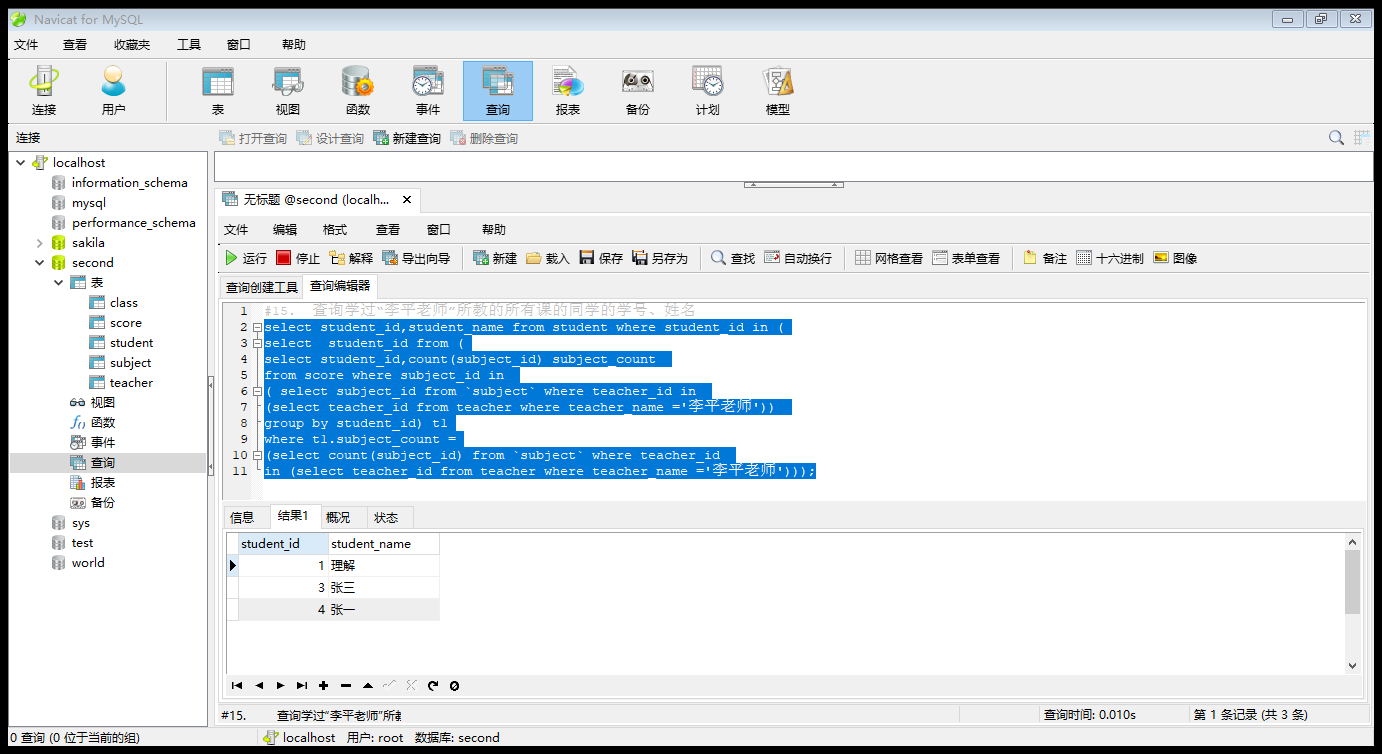 Navicat for MySQL
文件 查看 收藏夹 工具 窗口 帮助
连接 用户 表 视图 函数 事件 查询 报表 备份 计划 模型
连接
打开查询 设计查询 新建查询 删除查询
localhost
information_schema
mysql
performance_schema
sakila
second
表
class
score
student
subject
teacher
视图
函数
事件
查询
报表
备份
sys
test
world
无标题 @second (localh...
文件 编辑 格式 查看 窗口 帮助
运行 停止 解释 导出向导 新建 载入 保存 另存为 查找 自动换行 网格查看 表单查看 备注 十六进制 图像
查询创建工具 查询编辑器
1 #15. 查询学过“李平老师”所教的所有课的同学的学号、姓名
2 select student_id,student_name from student where student_id in (
3 select  student_id from (
4 select student_id,count(subject_id) subject_count
5 from score where subject_id in
6 ( select subject_id from `subject` where teacher_id in
7 (select teacher_id from teacher where teacher_name ='李平老师'))
8 group by student_id) t1
9 where t1.subject_count =
10 (select count(subject_id) from `subject` where teacher_id
11 in (select teacher_id from teacher where teacher_name ='李平老师')));
信息 结果1 概况 状态
student_id student_name
1 理解
3 张三
4 张一
#15. 查询学过“李平老师”所 查询时间: 0.010s 第 1 条记录 (共 3 条)
0 查询 (0 位于当前的组) localhost 用户: root 数据库: second